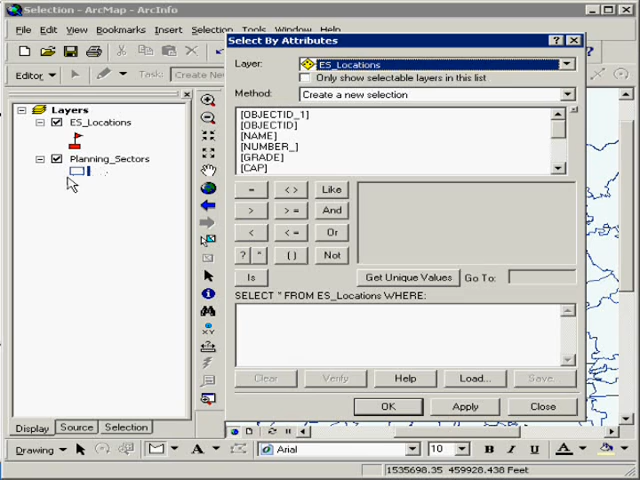 Selection - ArcMap - ArcInfo
File Edit View Bookmarks Insert Selection Tools Window
Select By Attributes
Layer: ES_Locations
Only show selectable layers in this list
Editor Task: Create New
Method: Create a new selection
Layers
ES_Locations
Planning_Sectors
[OBJECTID_1]
[OBJECTID]
[NAME]
[NUMBER_]
[GRADE]
[CAP]
= < > Like
> > = And
< < = Or
? * ( ) Not
Is Get Unique Values Go To:
SELECT * FROM ES_Locations WHERE:
Clear Verify Help Load... Save...
OK Apply Close
Display Source Selection
Drawing A Arial 10 B I U A
1535698.35 459928.438 Feet